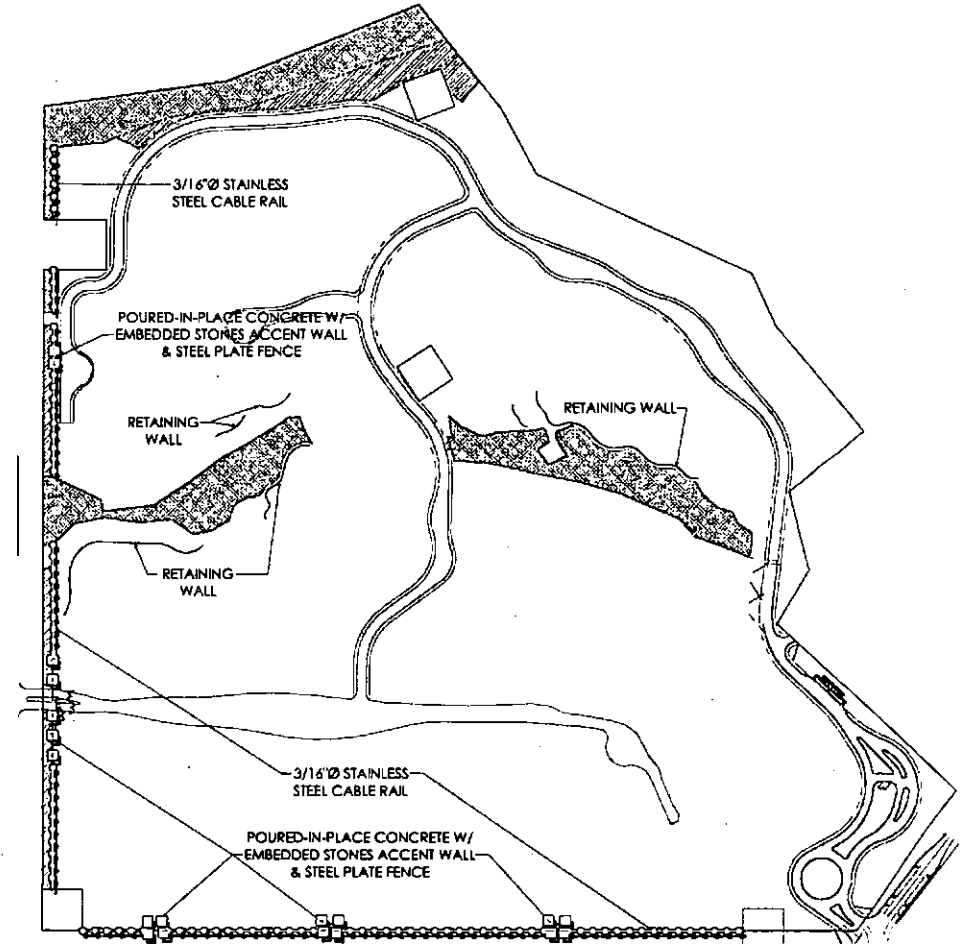 3/16"Ø STAINLESS
STEEL CABLE RAIL
POURED-IN-PLACE CONCRETE W/
EMBEDDED STONES ACCENT WALL
& STEEL PLATE FENCE
RETAINING
WALL
RETAINING WALL
RETAINING
WALL
3/16"Ø STAINLESS
STEEL CABLE RAIL
POURED-IN-PLACE CONCRETE W/
EMBEDDED STONES ACCENT WALL
& STEEL PLATE FENCE